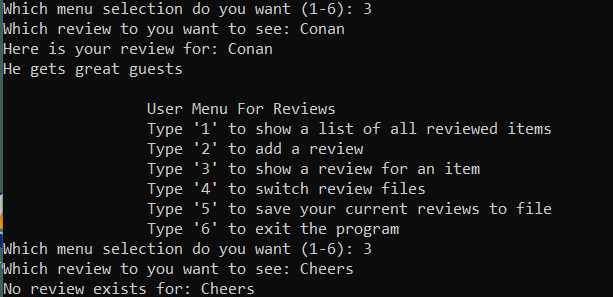 Which menu selection do you want (1-6): 3
Which review to you want to see: Conan
Here is your review for: Conan
He gets great guests
User Menu For Reviews
Type '1' to show a list of all reviewed items
Type '2' to add a review
Type '3' to show a review for an item
Type '4' to switch review files
Type '5' to save your current reviews to file
Type '6' to exit the program
Which menu selection do you want (1-6): 3
Which review to you want to see: Cheers
No review exists for: Cheers